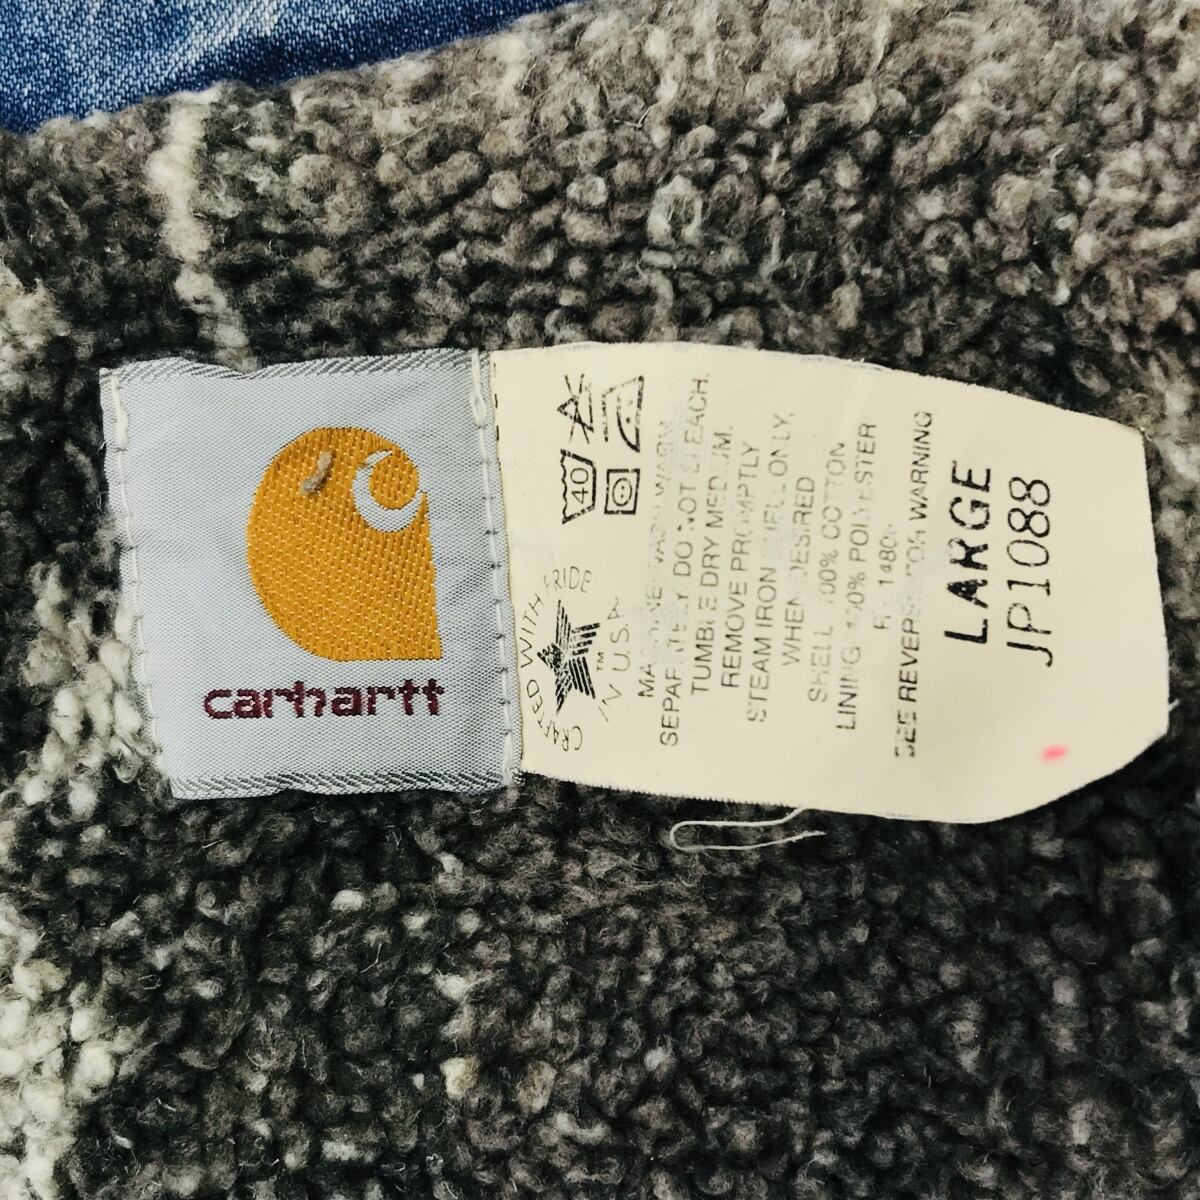 carhartt
40
CRAFTED WITH PRIDE
IN U.S.A.
TM
MACHINE WASH WARM
SEPARATELY. DO NOT BLEACH.
TUMBLE DRY MEDIUM.
REMOVE PROMPTLY
STEAM IRON SHELL ONLY,
WHEN DESIRED
SHELL 100% COTTON
LINING 100% POLYESTER
SEE REVERSE FOR WARNING
LARGE
JP1088